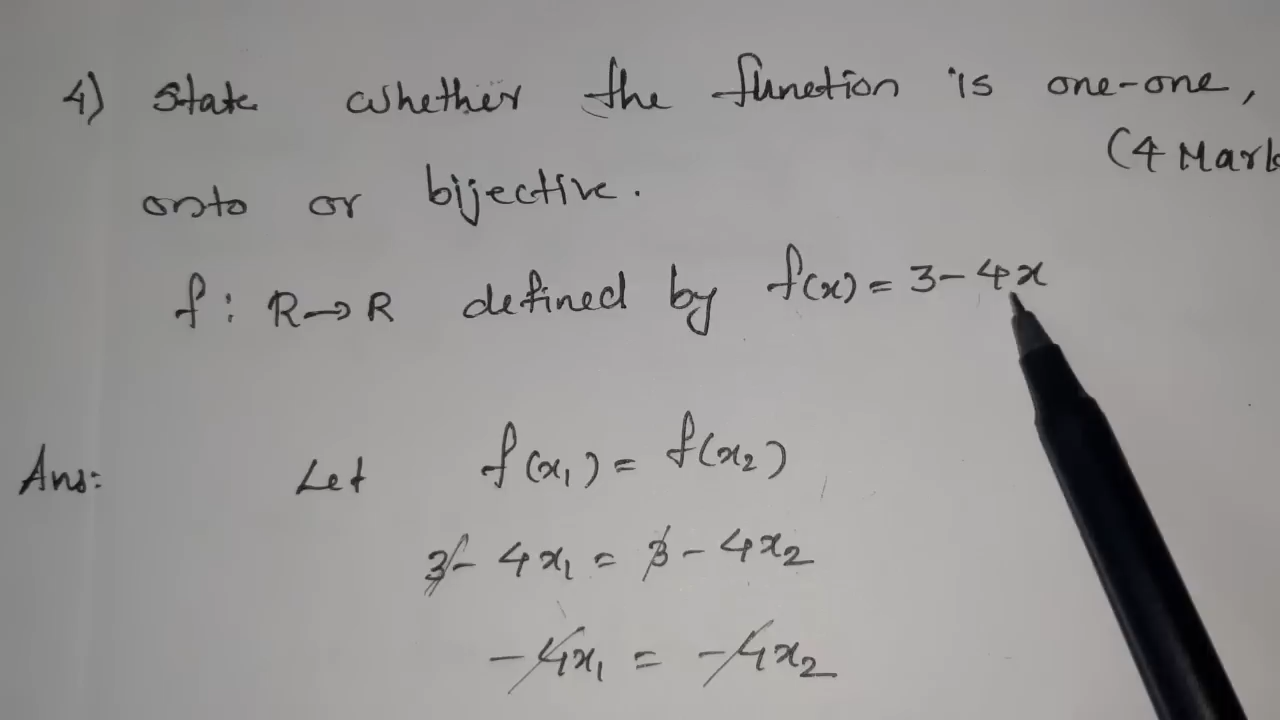 4) State whether the function is one-one,
(4 Mark
onto or bijective.
f : R→R defined by f(x) = 3-4x
Ans: Let f(x₁) = f(x₂)
3 - 4x₁ = 3 - 4x₂
-4x₁ = -4x₂